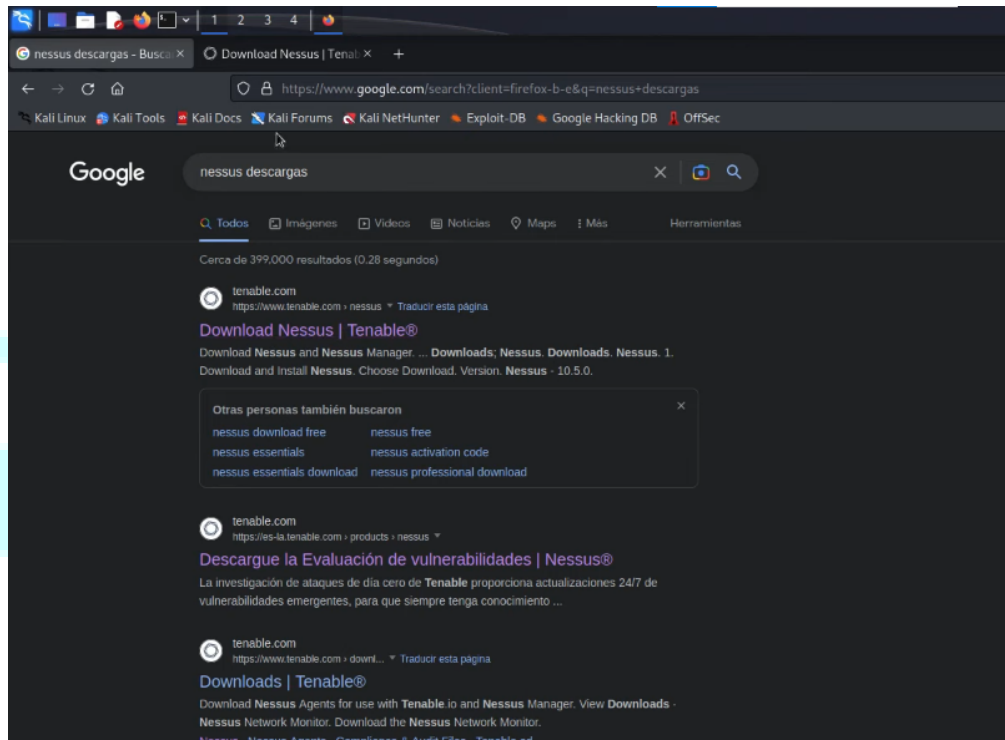 1 2 3 4
nessus descargas - Busca
Download Nessus | Tenab
https://www.google.com/search?client=firefox-b-e&q=nessus+descargas
Kali Linux Kali Tools Kali Docs Kali Forums Kali NetHunter Exploit-DB Google Hacking DB OffSec
Google
nessus descargas
Todos Imágenes Videos Noticias Maps Más Herramientas
Cerca de 399,000 resultados (0.28 segundos)
tenable.com
https://www.tenable.com › nessus Traducir esta página
Download Nessus | Tenable®
Download Nessus and Nessus Manager. ... Downloads; Nessus. Downloads. Nessus. 1.
Download and Install Nessus. Choose Download. Version. Nessus - 10.5.0.
Otras personas también buscaron
nessus download free nessus free
nessus essentials nessus activation code
nessus essentials download nessus professional download
tenable.com
https://es-la.tenable.com › products › nessus
Descargue la Evaluación de vulnerabilidades | Nessus®
La investigación de ataques de día cero de Tenable proporciona actualizaciones 24/7 de
vulnerabilidades emergentes, para que siempre tenga conocimiento ...
tenable.com
https://www.tenable.com › downl... Traducir esta página
Downloads | Tenable®
Download Nessus Agents for use with Tenable.io and Nessus Manager. View Downloads ·
Nessus Network Monitor. Download the Nessus Network Monitor.
Nessus · Nessus Agents · Compliance & Audit Files · Tenable.ad